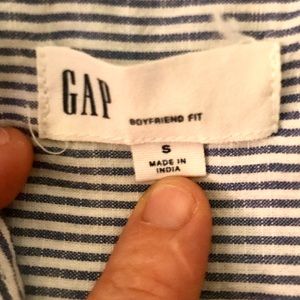 GAP
BOYFRIEND FIT
S
MADE IN
INDIA